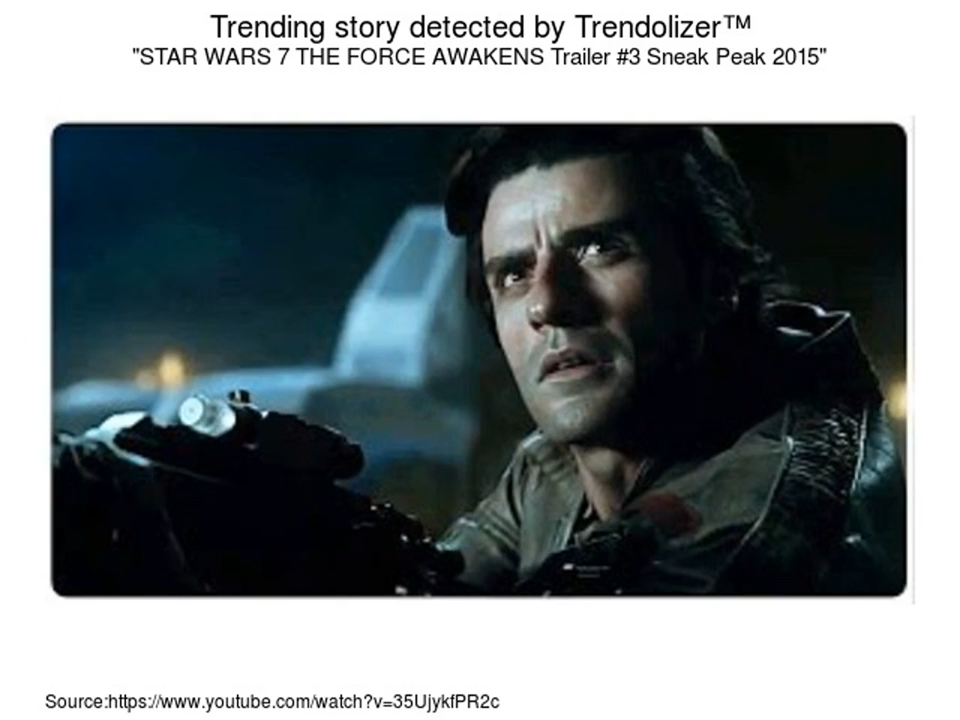 Trending story detected by Trendolizer™
"STAR WARS 7 THE FORCE AWAKENS Trailer #3 Sneak Peak 2015"
Source:https://www.youtube.com/watch?v=35UjykfPR2c